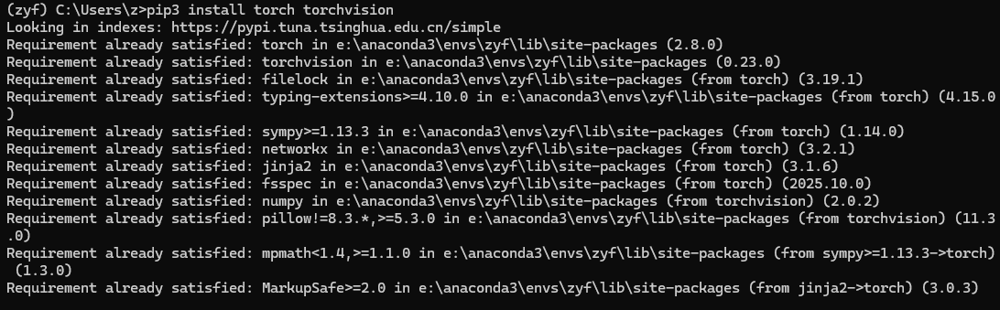 (zyf) C:\Users\z>pip3 install torch torchvision
Looking in indexes: https://pypi.tuna.tsinghua.edu.cn/simple
Requirement already satisfied: torch in e:\anaconda3\envs\zyf\lib\site-packages (2.8.0)
Requirement already satisfied: torchvision in e:\anaconda3\envs\zyf\lib\site-packages (0.23.0)
Requirement already satisfied: filelock in e:\anaconda3\envs\zyf\lib\site-packages (from torch) (3.19.1)
Requirement already satisfied: typing-extensions>=4.10.0 in e:\anaconda3\envs\zyf\lib\site-packages (from torch) (4.15.0
)
Requirement already satisfied: sympy>=1.13.3 in e:\anaconda3\envs\zyf\lib\site-packages (from torch) (1.14.0)
Requirement already satisfied: networkx in e:\anaconda3\envs\zyf\lib\site-packages (from torch) (3.2.1)
Requirement already satisfied: jinja2 in e:\anaconda3\envs\zyf\lib\site-packages (from torch) (3.1.6)
Requirement already satisfied: fsspec in e:\anaconda3\envs\zyf\lib\site-packages (from torch) (2025.10.0)
Requirement already satisfied: numpy in e:\anaconda3\envs\zyf\lib\site-packages (from torchvision) (2.0.2)
Requirement already satisfied: pillow!=8.3.*,>=5.3.0 in e:\anaconda3\envs\zyf\lib\site-packages (from torchvision) (11.3
.0)
Requirement already satisfied: mpmath<1.4,>=1.1.0 in e:\anaconda3\envs\zyf\lib\site-packages (from sympy>=1.13.3->torch)
 (1.3.0)
Requirement already satisfied: MarkupSafe>=2.0 in e:\anaconda3\envs\zyf\lib\site-packages (from jinja2->torch) (3.0.3)